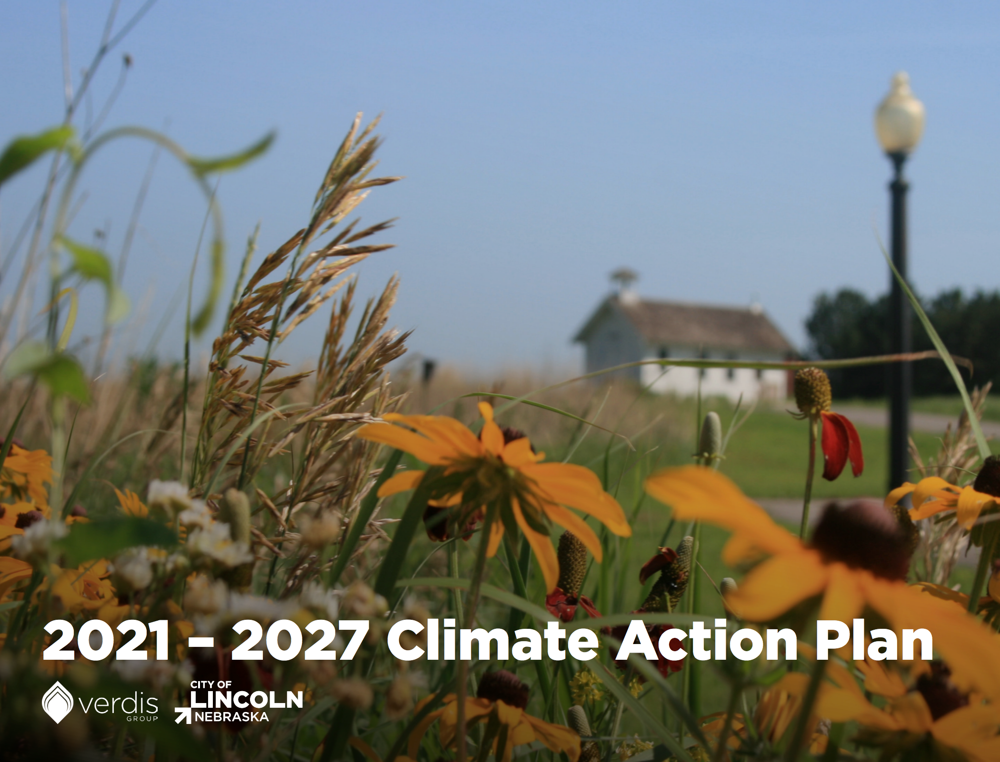 2021 – 2027 Climate Action Plan
verdis
GROUP
CITY OF
LINCOLN
NEBRASKA